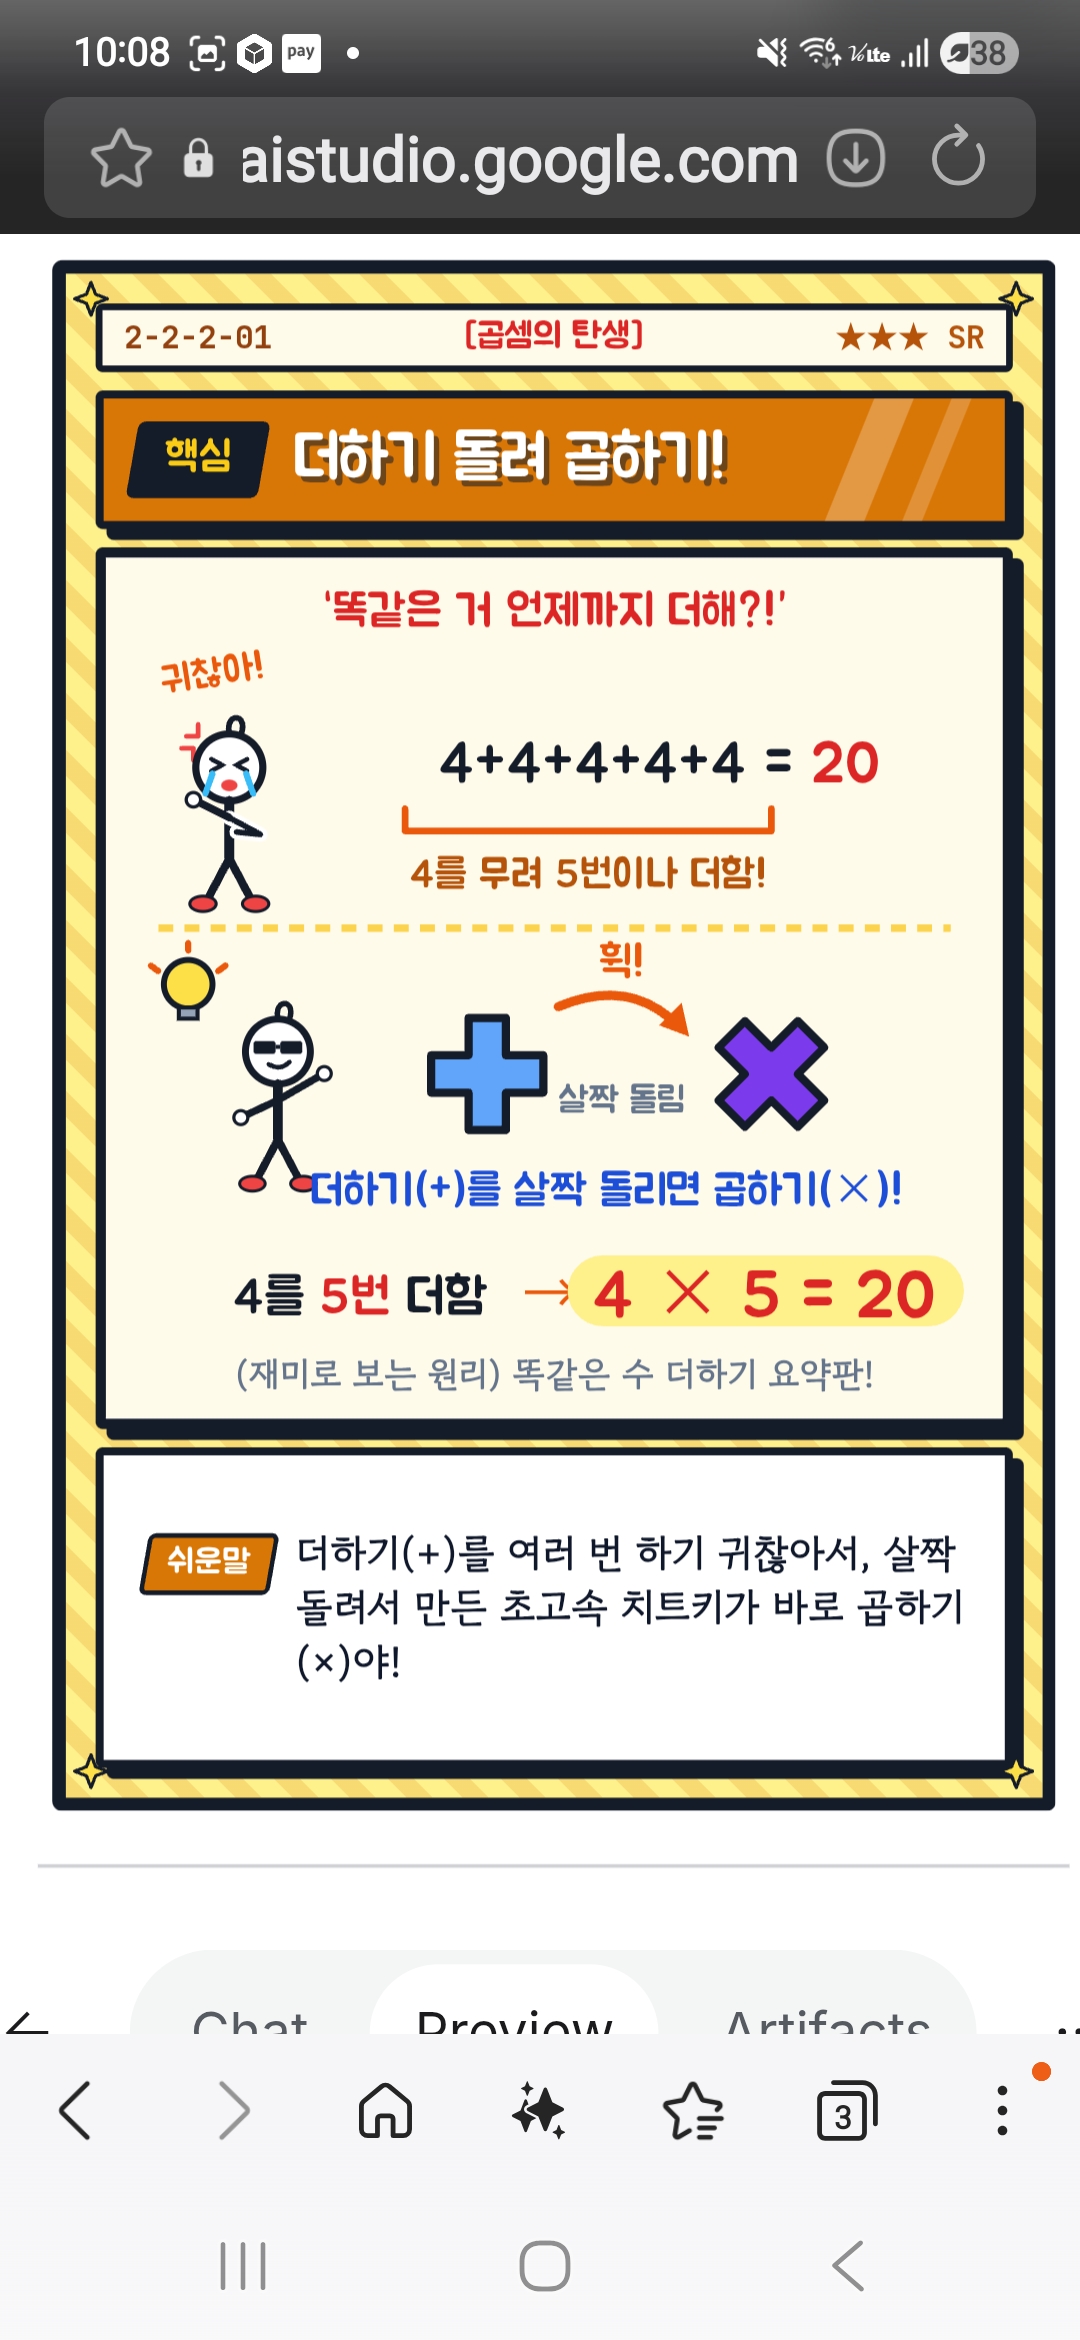 10:08
pay
VoLte
38
aistudio.google.com
2-2-2-01
[곱셈의 탄생]
★★★ SR
핵심
더하기 돌려 곱하기!
'똑같은 거 언제까지 더해?!'
귀찮아!
4+4+4+4+4 = 20
4를 무려 5번이나 더함!
휙!
살짝 돌림
더하기(+)를 살짝 돌리면 곱하기(×)!
4를 5번 더함 → 4 × 5 = 20
(재미로 보는 원리) 똑같은 수 더하기 요약판!
쉬운말
더하기(+)를 여러 번 하기 귀찮아서, 살짝
돌려서 만든 초고속 치트키가 바로 곱하기
(×)야!
Chat
Preview
Artifacts
3